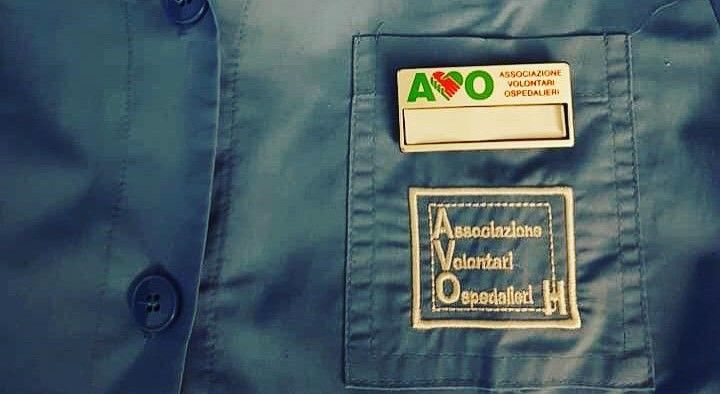 AVO
ASSOCIAZIONE
VOLONTARI
OSPEDALIERI
Associazione
Volontari
Ospedalieri H